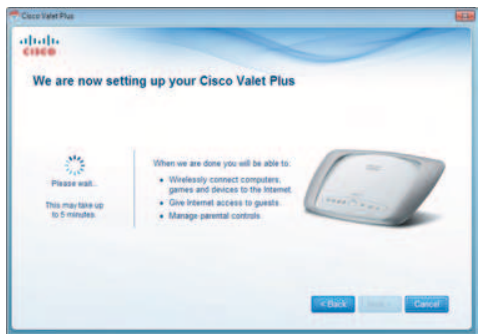 Cisco Valet Plus
CISCO
We are now setting up your Cisco Valet Plus
Please wait...
This may take up
to 5 minutes.
When we are done you will be able to:
• Wirelessly connect computers,
games and devices to the Internet.
• Give Internet access to guests.
• Manage parental controls.
< Back
Cancel